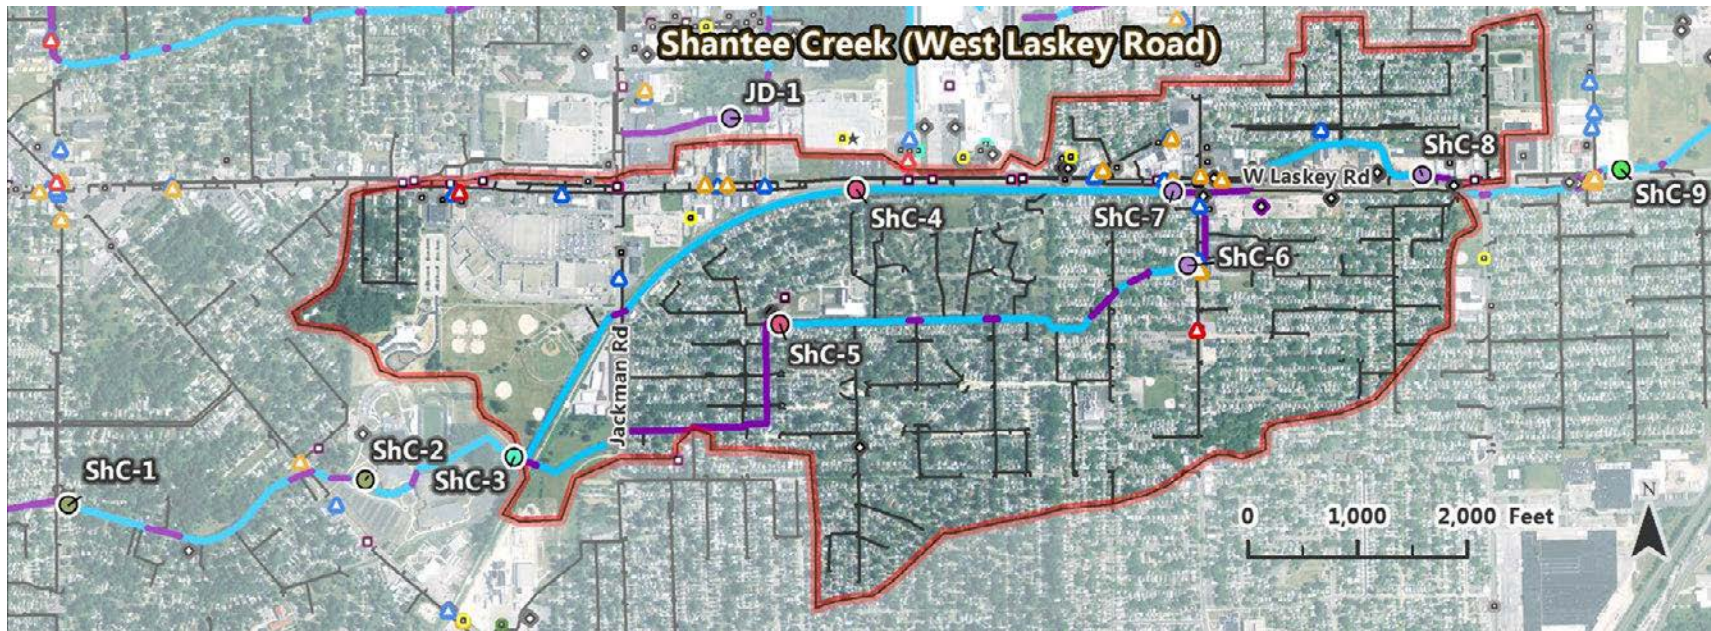 Shantee Creek (West Laskey Road)
JD-1
ShC-8
W Laskey Rd
ShC-9
ShC-4
ShC-7
ShC-6
Jackman Rd
ShC-5
ShC-2
ShC-1
ShC-3
N
0 1,000 2,000 Feet